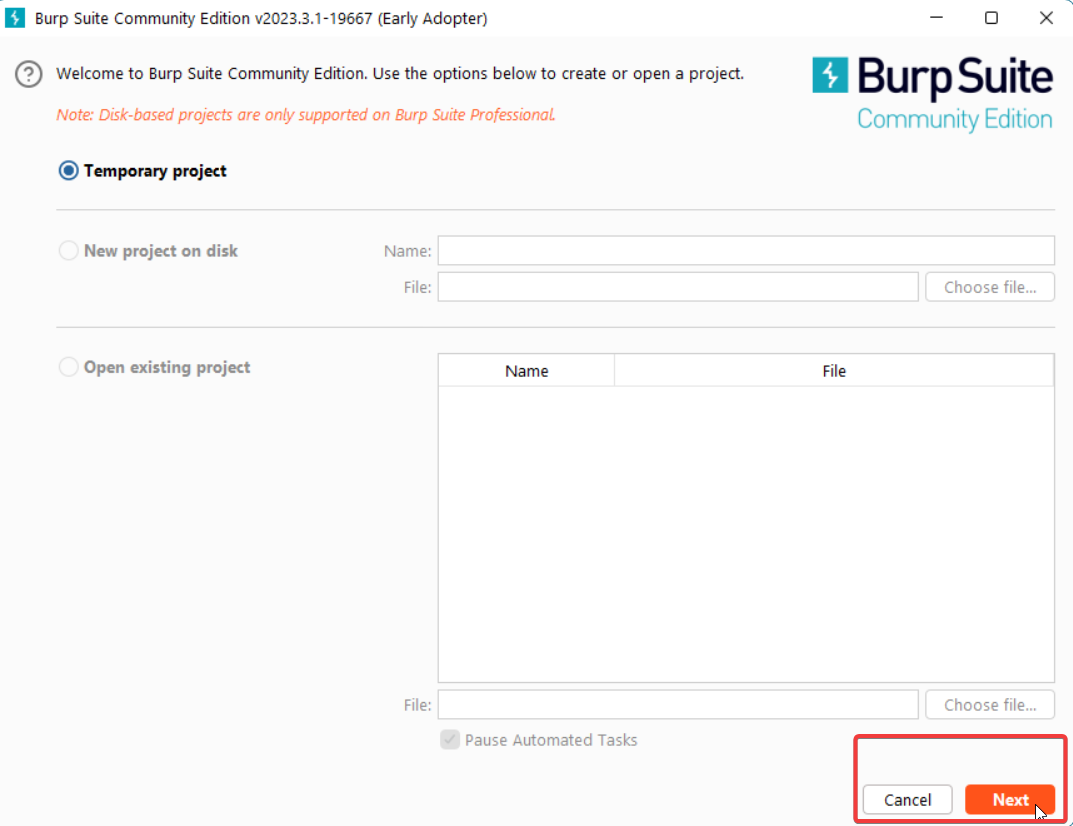 Burp Suite Community Edition v2023.3.1-19667 (Early Adopter)
Welcome to Burp Suite Community Edition. Use the options below to create or open a project.
Note: Disk-based projects are only supported on Burp Suite Professional.
Burp Suite
Community Edition
Temporary project
New project on disk
Name:
File:
Choose file...
Open existing project
Name
File
File:
Choose file...
Pause Automated Tasks
Cancel
Next